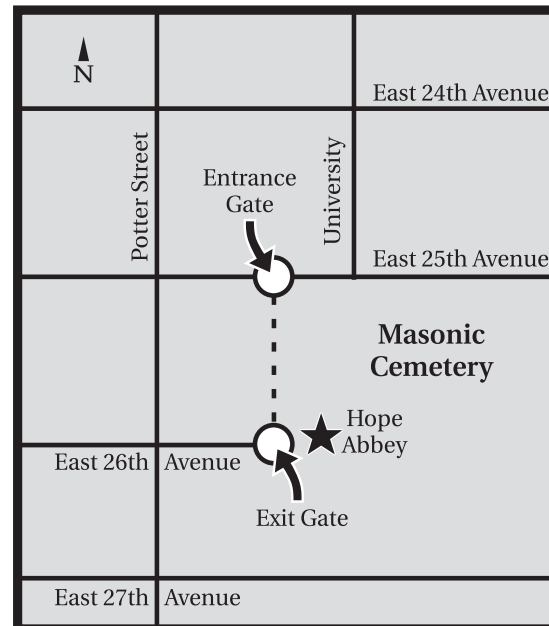 N
East 24th Avenue
Potter Street
University
Entrance
Gate
East 25th Avenue
Masonic
Cemetery
Hope
Abbey
East 26th Avenue
Exit Gate
East 27th Avenue